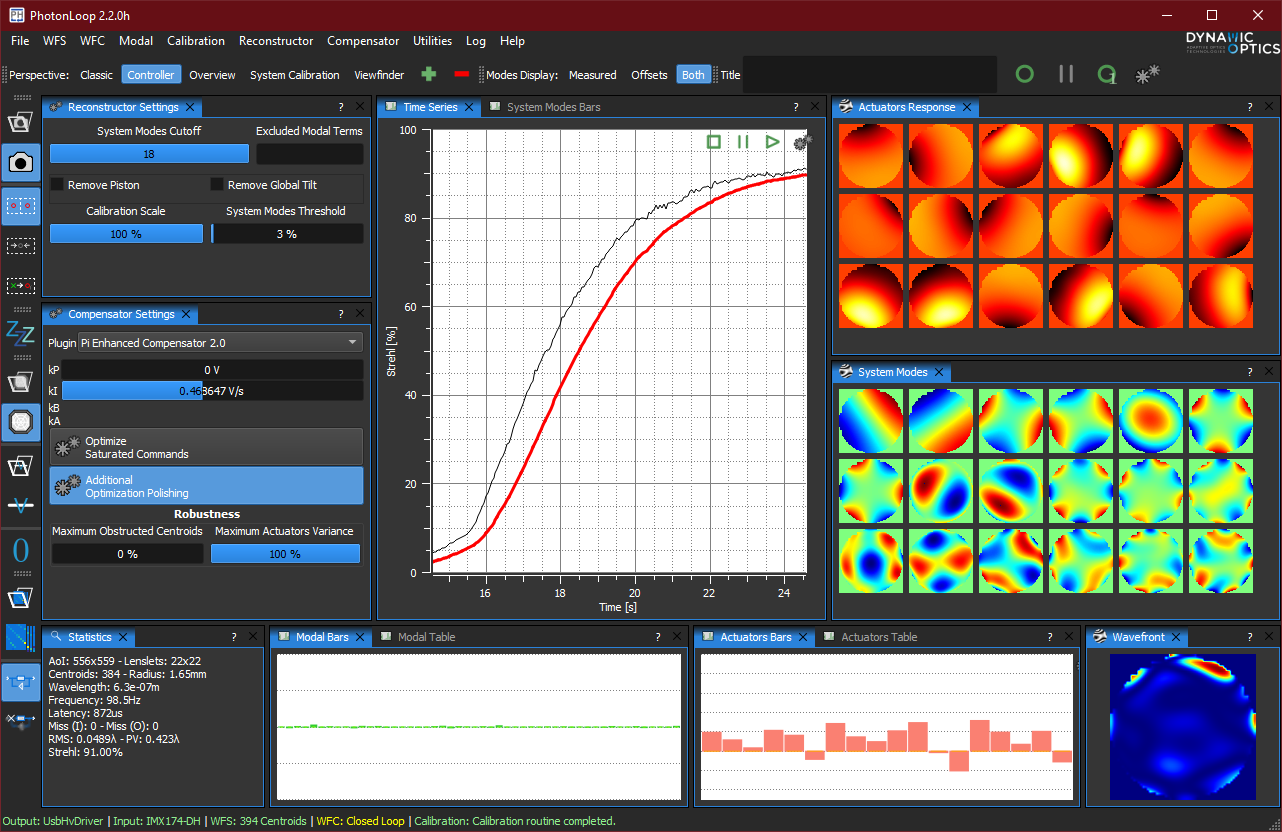 PhotonLoop 2.2.0h
File WFS WFC Modal Calibration Reconstructor Compensator Utilities Log Help
DYNAMIC
OPTICS
ADAPTIVE OPTICS
TECHNOLOGIES
Perspective: Classic Controller Overview System Calibration Viewfinder Modes Display: Measured Offsets Both Title
1
Reconstructor Settings ?
System Modes Cutoff Excluded Modal Terms
18
Remove Piston Remove Global Tilt
Calibration Scale System Modes Threshold
100 % 3 %
Compensator Settings ?
Plugin Pi Enhanced Compensator 2.0
kP 0 V
kI 0.468647 V/s
kB
kA
Optimize
Saturated Commands
Additional
Optimization Polishing
Robustness
Maximum Obstructed Centroids Maximum Actuators Variance
0 % 100 %
Time Series System Modes Bars ?
100
80
60
40
20
0
Strehl [%]
16 18 20 22 24
Time [s]
Actuators Response ?
System Modes ?
Statistics ?
AoI: 556x559 - Lenslets: 22x22
Centroids: 384 - Radius: 1.65mm
Wavelength: 6.3e-07m
Frequency: 98.5Hz
Latency: 872us
Miss (I): 0 - Miss (O): 0
RMS: 0.0489λ - PV: 0.423λ
Strehl: 91.00%
Modal Bars Modal Table ?
Actuators Bars Actuators Table ?
Wavefront ?
Output: UsbHvDriver | Input: IMX174-DH | WFS: 394 Centroids | WFC: Closed Loop | Calibration: Calibration routine completed.